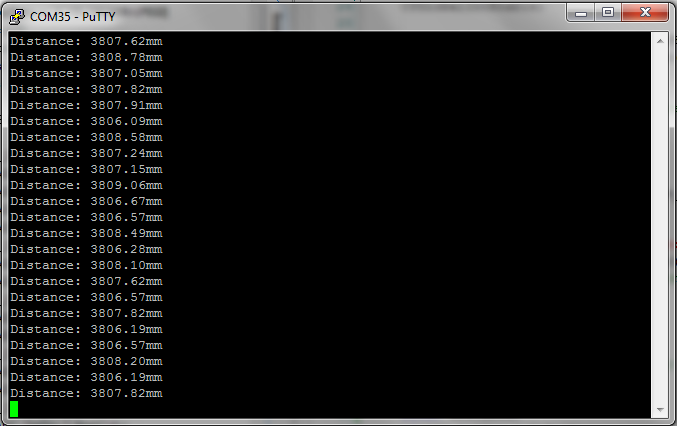 COM35 - PuTTY
Distance: 3807.62mm
Distance: 3808.78mm
Distance: 3807.05mm
Distance: 3807.82mm
Distance: 3807.91mm
Distance: 3806.09mm
Distance: 3808.58mm
Distance: 3807.24mm
Distance: 3807.15mm
Distance: 3809.06mm
Distance: 3806.67mm
Distance: 3806.57mm
Distance: 3808.49mm
Distance: 3806.28mm
Distance: 3808.10mm
Distance: 3807.62mm
Distance: 3806.57mm
Distance: 3807.82mm
Distance: 3806.19mm
Distance: 3806.57mm
Distance: 3808.20mm
Distance: 3806.19mm
Distance: 3807.82mm